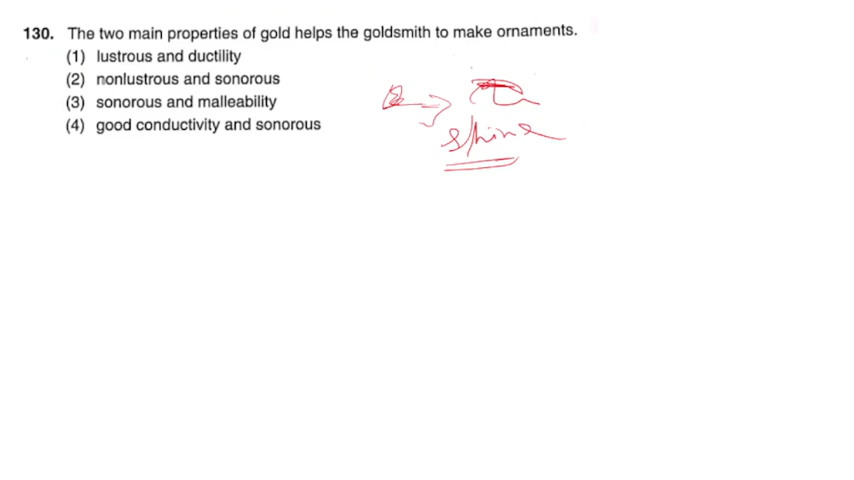 130. The two main properties of gold helps the goldsmith to make ornaments.
(1) lustrous and ductility
(2) nonlustrous and sonorous
(3) sonorous and malleability
(4) good conductivity and sonorous
shine